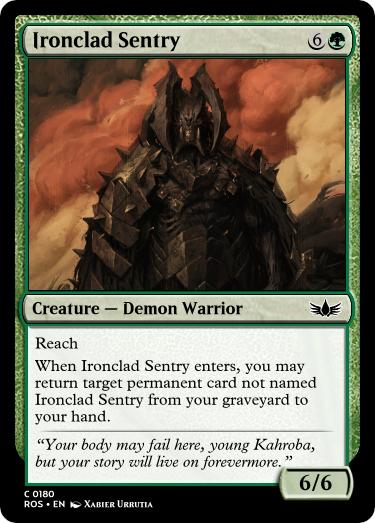 Ironclad Sentry 6
Creature — Demon Warrior
Reach
When Ironclad Sentry enters, you may
return target permanent card not named
Ironclad Sentry from your graveyard to
your hand.
“Your body may fail here, young Kahroba,
but your story will live on forevermore.”
6/6
C 0180
ROS • EN Xabier Urrutia